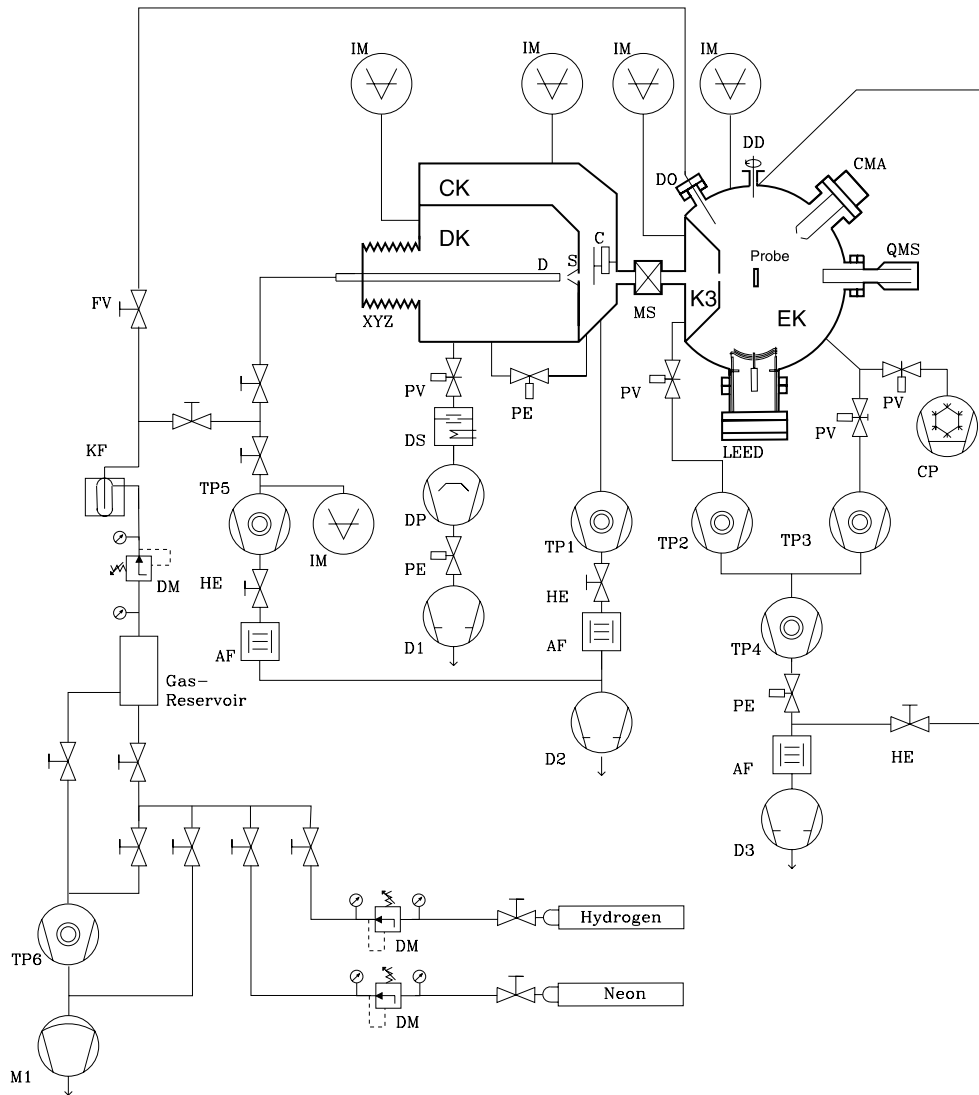 IM
IM
IM
IM
DD
CMA
DO
CK
DK
C
S
D
QMS
Probe
K3
EK
MS
XYZ
FV
PV
PE
PV
PV
PV
DS
LEED
CP
KF
TP5
DP
TP1
TP2
TP3
IM
PE
HE
HE
DM
AF
D1
AF
TP4
Gas-
Reservoir
PE
D2
HE
AF
D3
Hydrogen
DM
TP6
Neon
DM
M1